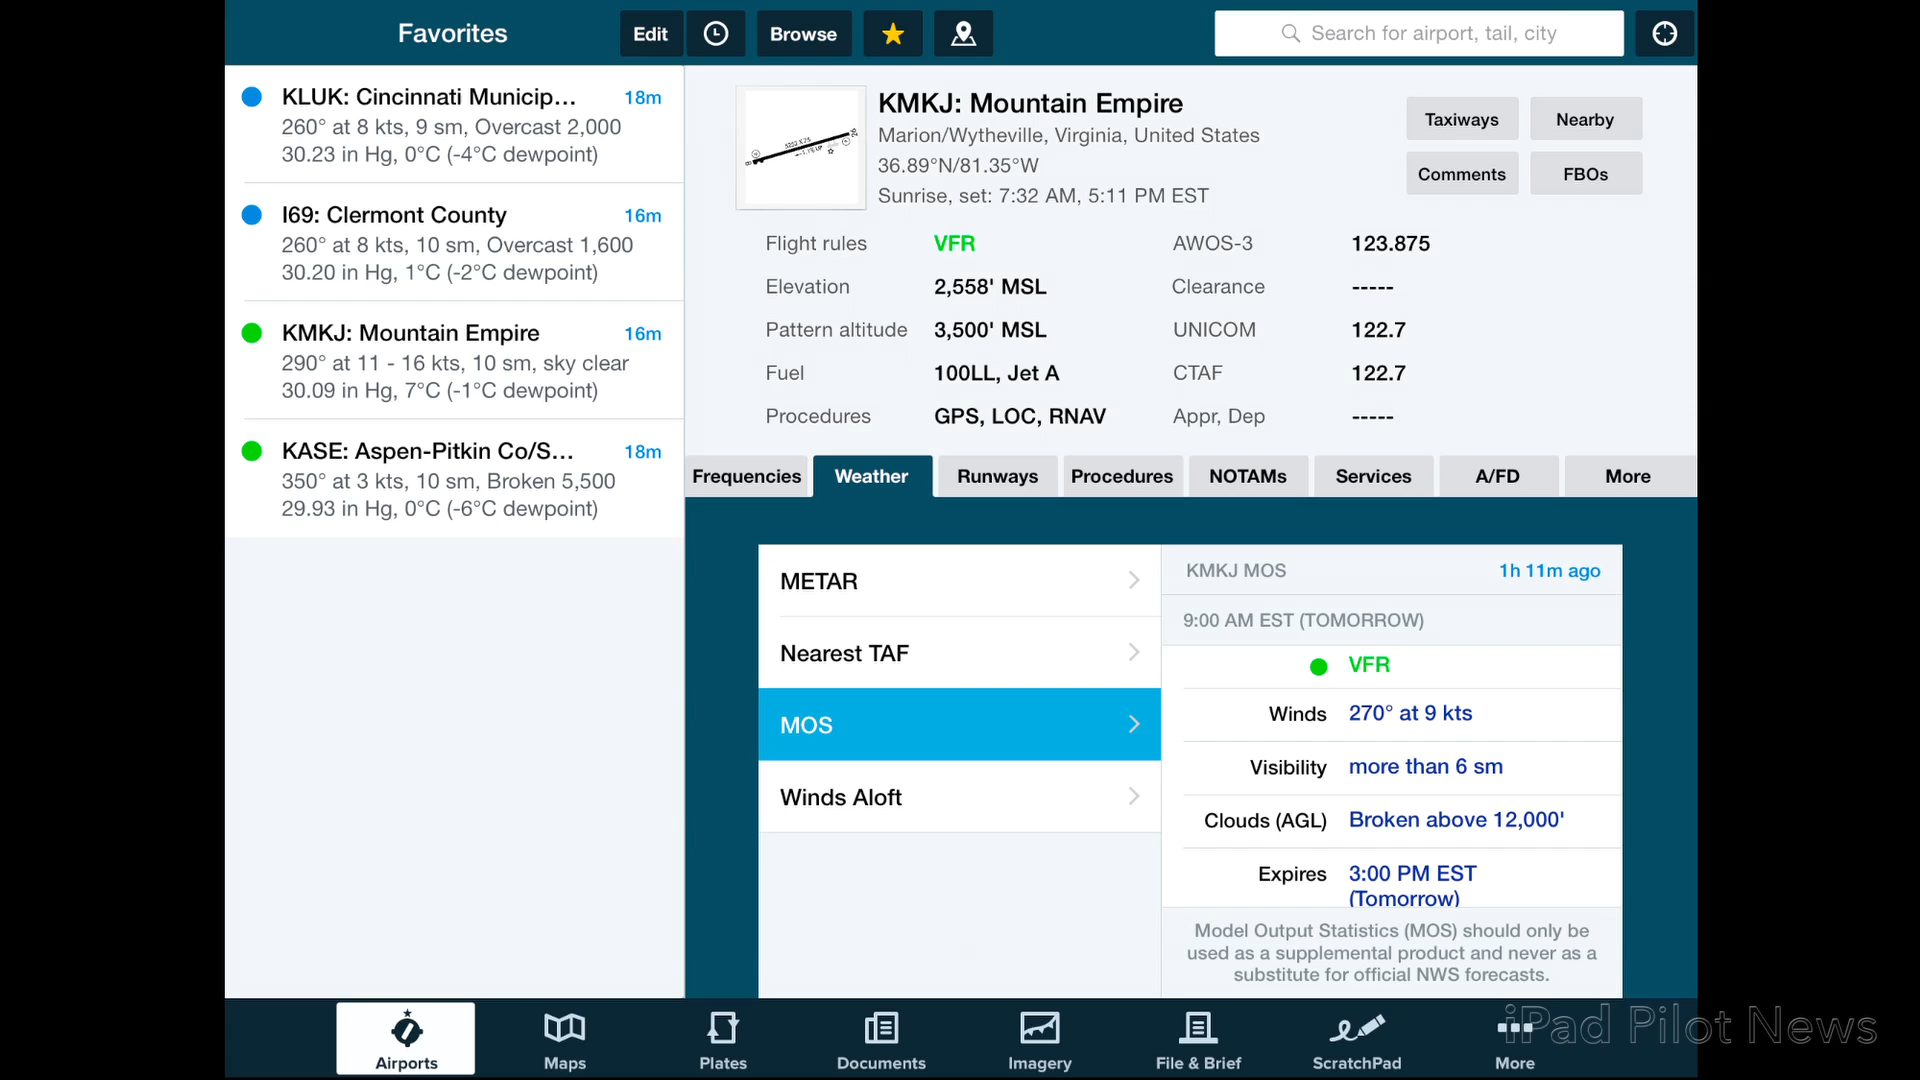 Favorites
Edit
Browse
Search for airport, tail, city
KLUK: Cincinnati Municip... 18m
260° at 8 kts, 9 sm, Overcast 2,000
30.23 in Hg, 0°C (-4°C dewpoint)
I69: Clermont County 16m
260° at 8 kts, 10 sm, Overcast 1,600
30.20 in Hg, 1°C (-2°C dewpoint)
KMKJ: Mountain Empire 16m
290° at 11 - 16 kts, 10 sm, sky clear
30.09 in Hg, 7°C (-1°C dewpoint)
KASE: Aspen-Pitkin Co/S... 18m
350° at 3 kts, 10 sm, Broken 5,500
29.93 in Hg, 0°C (-6°C dewpoint)
KMKJ: Mountain Empire
Marion/Wytheville, Virginia, United States
36.89°N/81.35°W
Sunrise, set: 7:32 AM, 5:11 PM EST
Taxiways Nearby
Comments FBOs
Flight rules VFR AWOS-3 123.875
Elevation 2,558' MSL Clearance -----
Pattern altitude 3,500' MSL UNICOM 122.7
Fuel 100LL, Jet A CTAF 122.7
Procedures GPS, LOC, RNAV Appr, Dep -----
Frequencies Weather Runways Procedures NOTAMs Services A/FD More
METAR
Nearest TAF
MOS
Winds Aloft
KMKJ MOS 1h 11m ago
9:00 AM EST (TOMORROW)
VFR
Winds 270° at 9 kts
Visibility more than 6 sm
Clouds (AGL) Broken above 12,000'
Expires 3:00 PM EST
(Tomorrow)
Model Output Statistics (MOS) should only be
used as a supplemental product and never as a
substitute for official NWS forecasts.
Airports Maps Plates Documents Imagery File & Brief ScratchPad More
iPad Pilot News